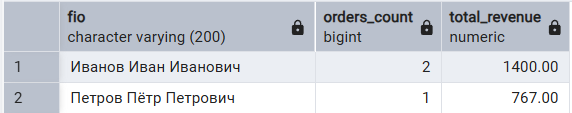 fio orders_count total_revenue
character varying (200) bigint numeric
1 Иванов Иван Иванович 2 1400.00
2 Петров Пётр Петрович 1 767.00